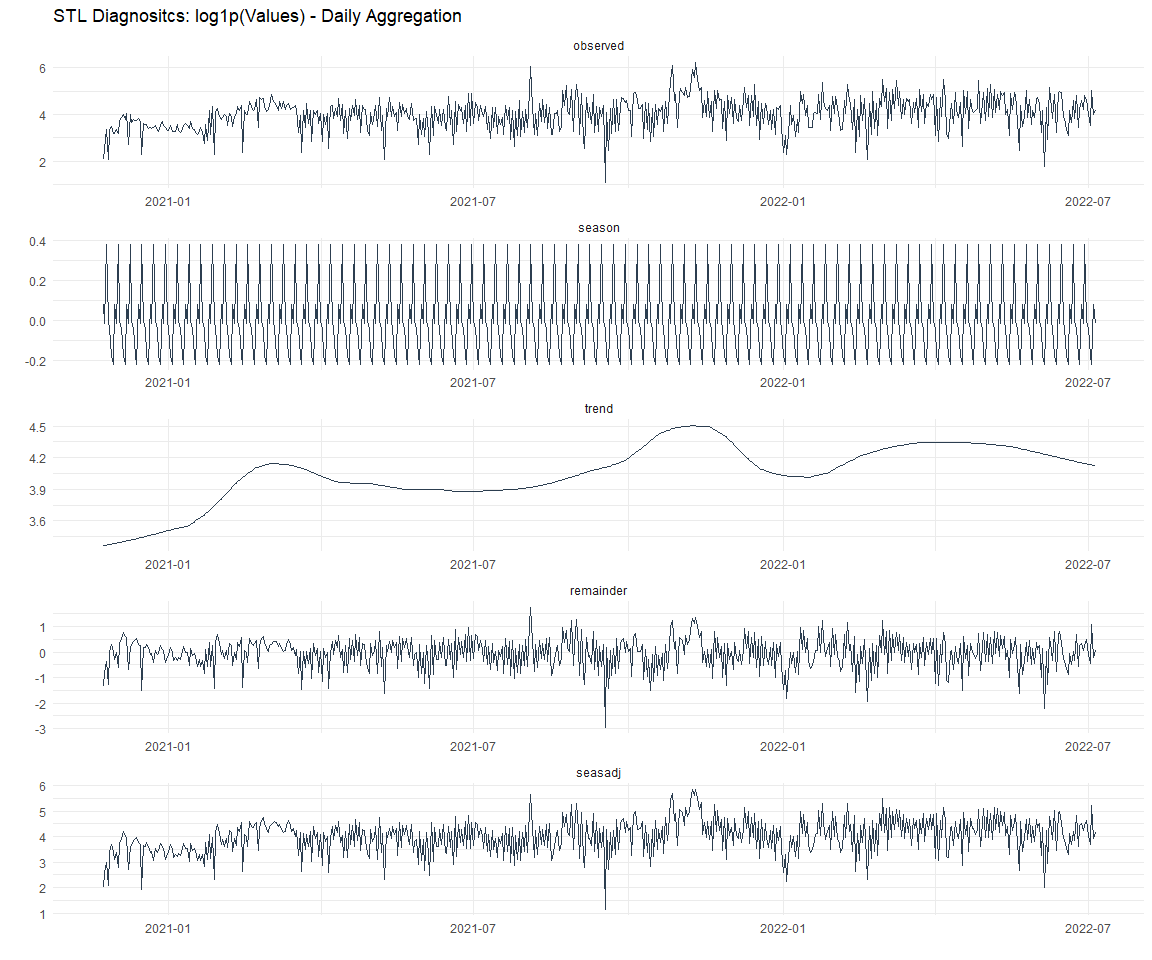 STL Diagnositcs: log1p(Values) - Daily Aggregation
observed
6
4
2
2021-01 2021-07 2022-01 2022-07
season
0.4
0.2
0.0
-0.2
2021-01 2021-07 2022-01 2022-07
trend
4.5
4.2
3.9
3.6
2021-01 2021-07 2022-01 2022-07
remainder
1
0
-1
-2
-3
2021-01 2021-07 2022-01 2022-07
seasadj
6
5
4
3
2
1
2021-01 2021-07 2022-01 2022-07